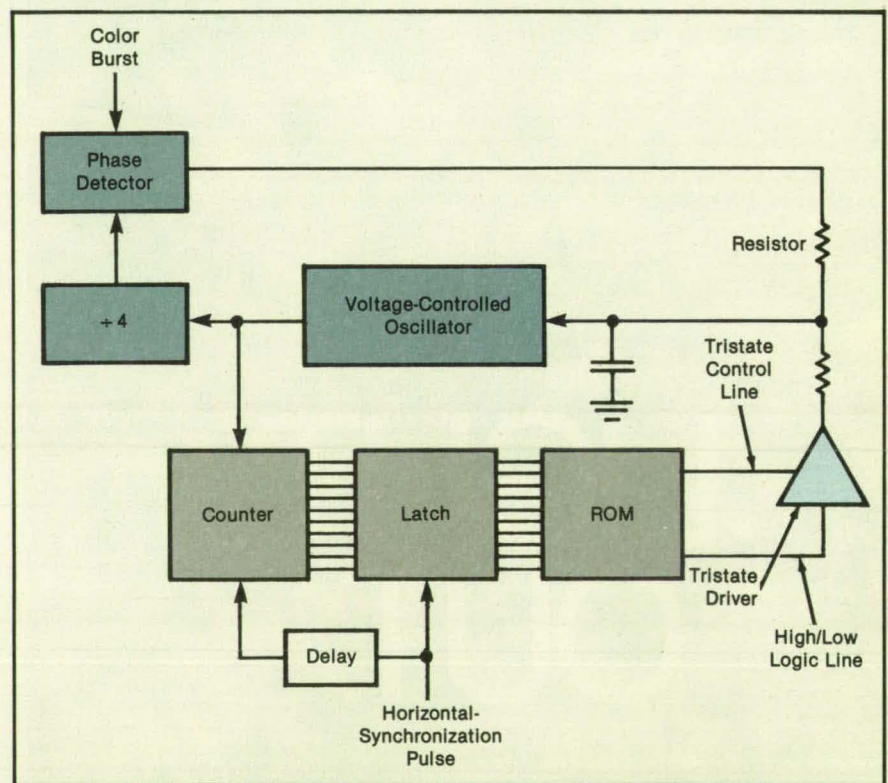 Color
Burst
Phase
Detector
Resistor
÷ 4
Voltage-Controlled
Oscillator
Tristate
Control
Line
Counter
Latch
ROM
Tristate
Driver
Delay
High/Low
Logic Line
Horizontal-
Synchronization
Pulse